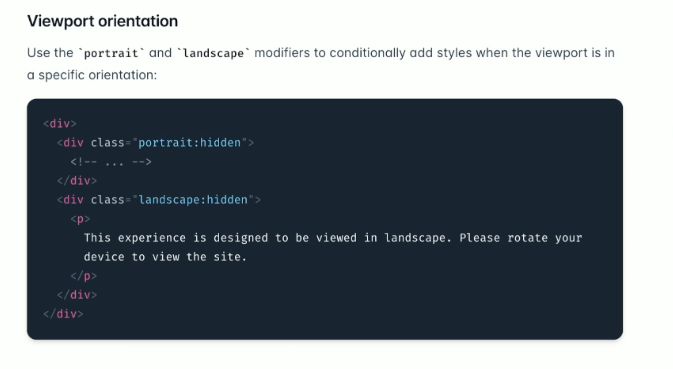 Viewport orientation
Use the `portrait` and `landscape` modifiers to conditionally add styles when the viewport is in
a specific orientation:
<div>
  <div class="portrait:hidden">
    <!-- ... -->
  </div>
  <div class="landscape:hidden">
    <p>
      This experience is designed to be viewed in landscape. Please rotate your
      device to view the site.
    </p>
  </div>
</div>